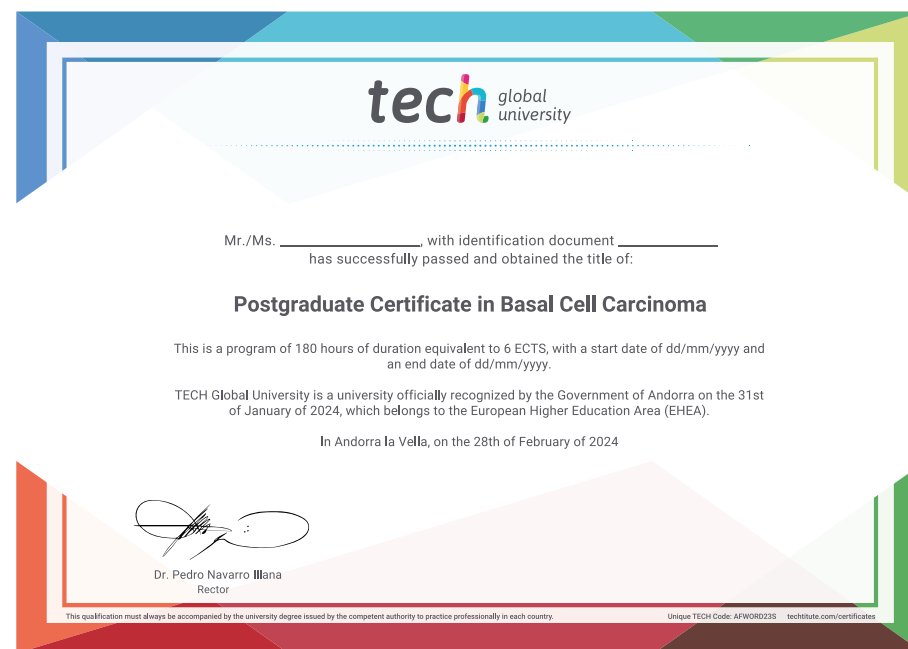 tech global
university
Mr./Ms. ____________________, with identification document ______________
has successfully passed and obtained the title of:
Postgraduate Certificate in Basal Cell Carcinoma
This is a program of 180 hours of duration equivalent to 6 ECTS, with a start date of dd/mm/yyyy and
an end date of dd/mm/yyyy.
TECH Global University is a university officially recognized by the Government of Andorra on the 31st
of January of 2024, which belongs to the European Higher Education Area (EHEA).
In Andorra la Vella, on the 28th of February of 2024
Dr. Pedro Navarro Illana
Rector
This qualification must always be accompanied by the university degree issued by the competent authority to practice professionally in each country. Unique TECH Code: AFWORD23S techtitute.com/certificates